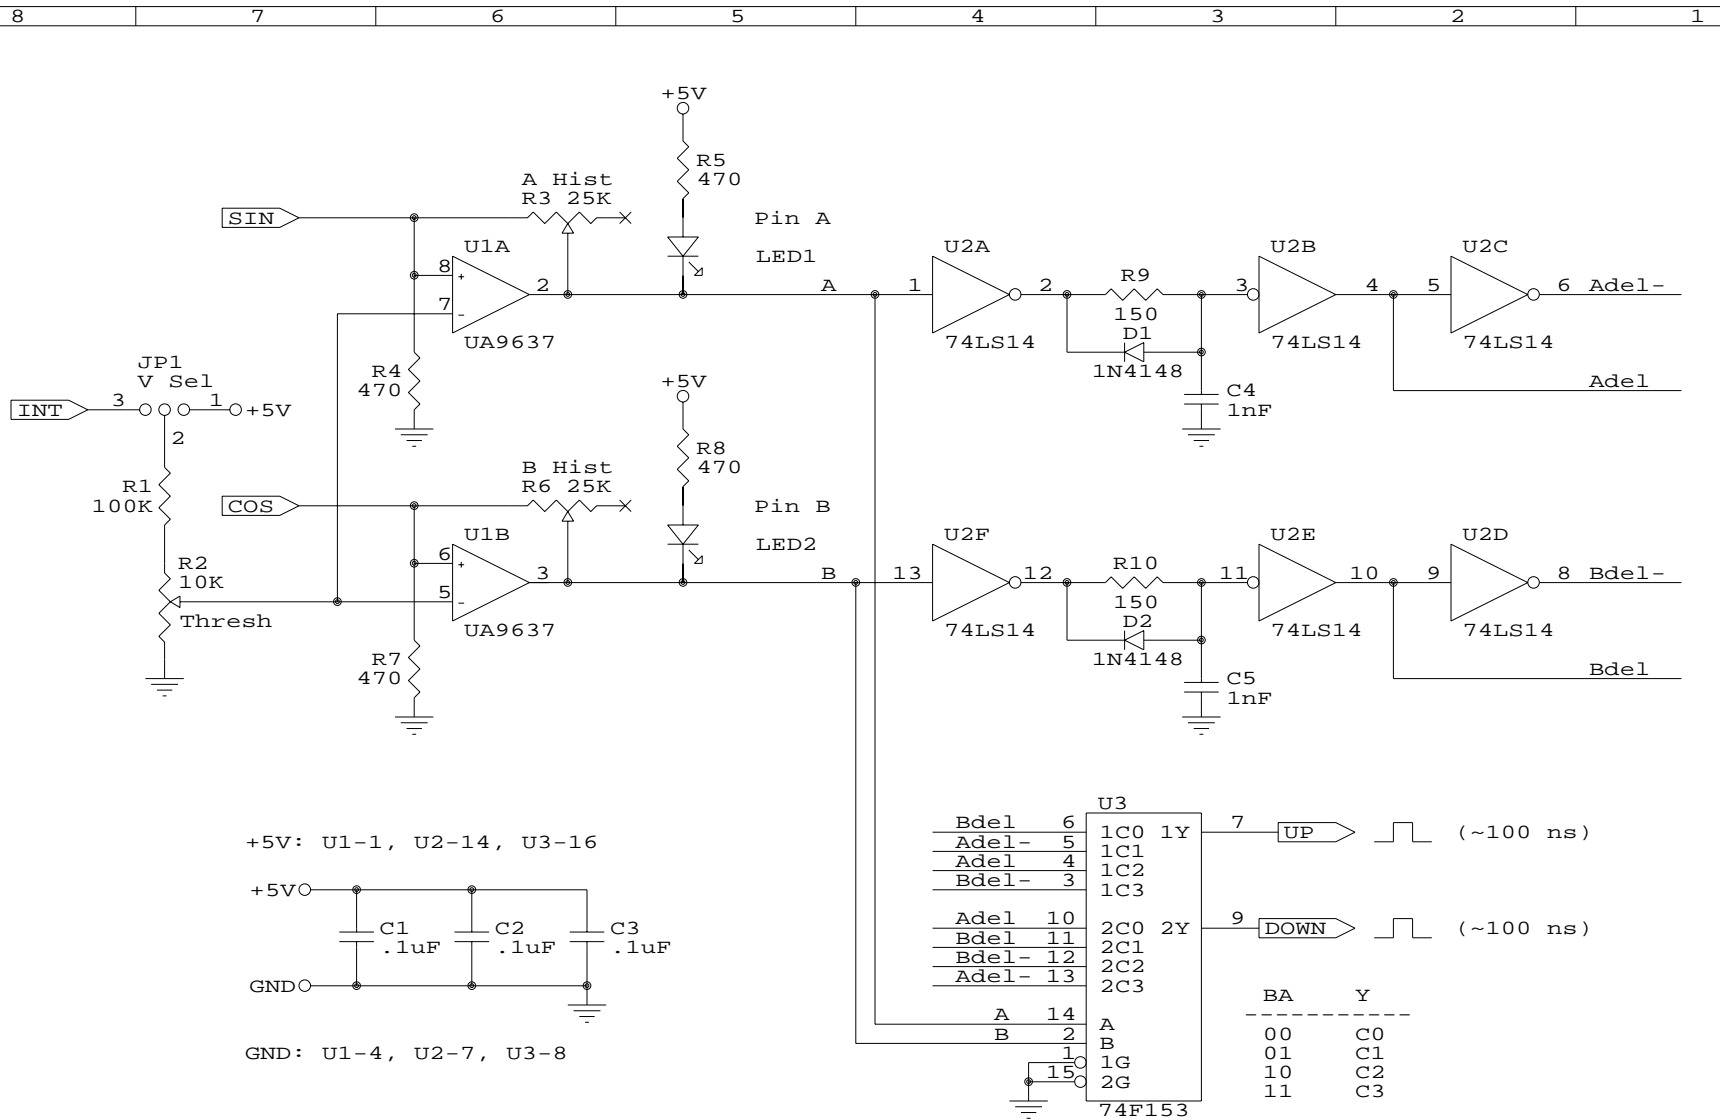 8 7 6 5 4 3 2 1
+5V
R5
470
A Hist
R3 25K
SIN
Pin A
LED1
U1A
8
+
7
-
2
UA9637
A
U2A
1
2
74LS14
R9
150
D1
1N4148
U2B
3
4
74LS14
U2C
5
6
Adel-
74LS14
Adel
C4
1nF
R4
470
JP1
V Sel
INT
3
1
+5V
2
R1
100K
R2
10K
Thresh
+5V
R8
470
B Hist
R6 25K
COS
Pin B
LED2
U1B
6
+
5
-
3
UA9637
B
U2F
13
12
74LS14
R10
150
D2
1N4148
U2E
11
10
74LS14
U2D
9
8
Bdel-
74LS14
Bdel
C5
1nF
R7
470
+5V: U1-1, U2-14, U3-16
+5V
C1
.1uF
C2
.1uF
C3
.1uF
GND
GND: U1-4, U2-7, U3-8
U3
Bdel 6 1C0 1Y 7 UP (~100 ns)
Adel- 5 1C1
Adel 4 1C2
Bdel- 3 1C3
Adel 10 2C0 2Y 9 DOWN (~100 ns)
Bdel 11 2C1
Bdel- 12 2C2
Adel- 13 2C3
A 14 A
B 2 B
1 1G
15 2G
74F153
BA Y
00 C0
01 C1
10 C2
11 C3